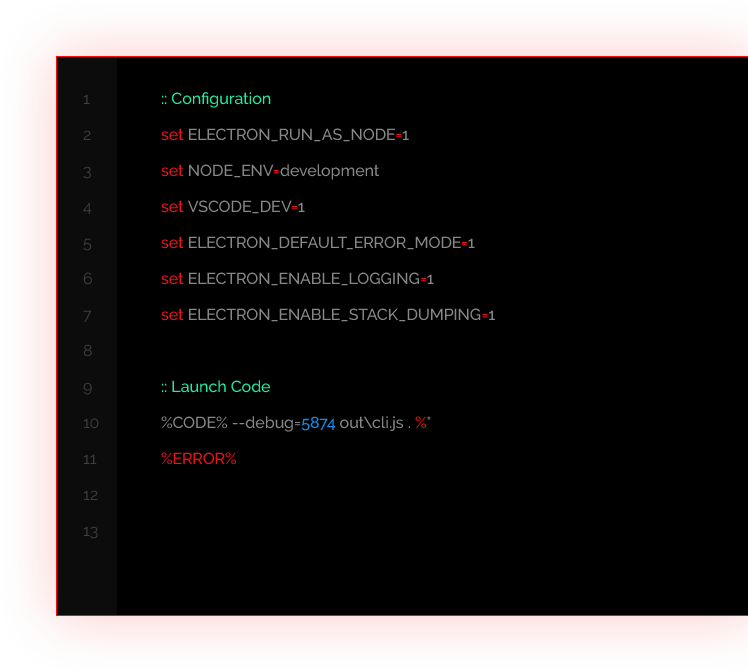 1 :: Configuration
2 set ELECTRON_RUN_AS_NODE=1
3 set NODE_ENV=development
4 set VSCODE_DEV=1
5 set ELECTRON_DEFAULT_ERROR_MODE=1
6 set ELECTRON_ENABLE_LOGGING=1
7 set ELECTRON_ENABLE_STACK_DUMPING=1
8
9 :: Launch Code
10 %CODE% --debug=5874 out\cli.js . %*
11 %ERROR%
12
13